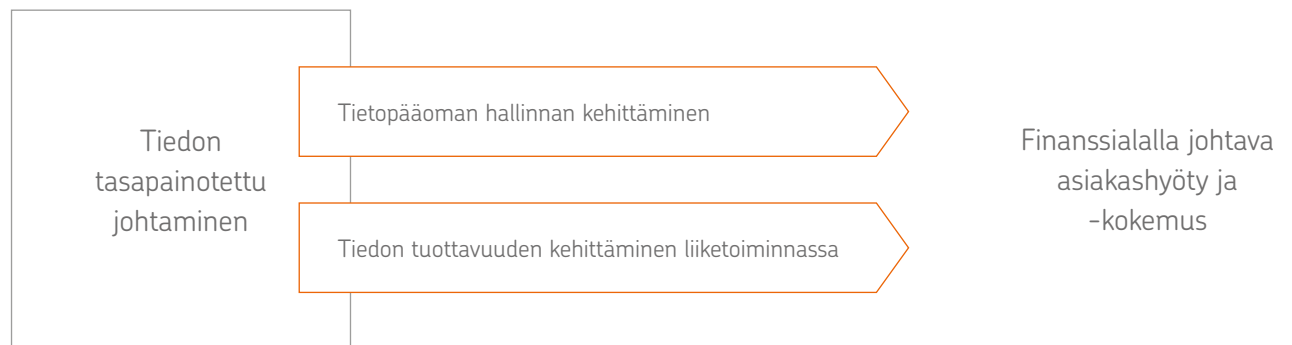 Tiedon
tasapainotettu
johtaminen
Tietopääoman hallinnan kehittäminen
Tiedon tuottavuuden kehittäminen liiketoiminnassa
Finanssialalla johtava
asiakashyöty ja
-kokemus